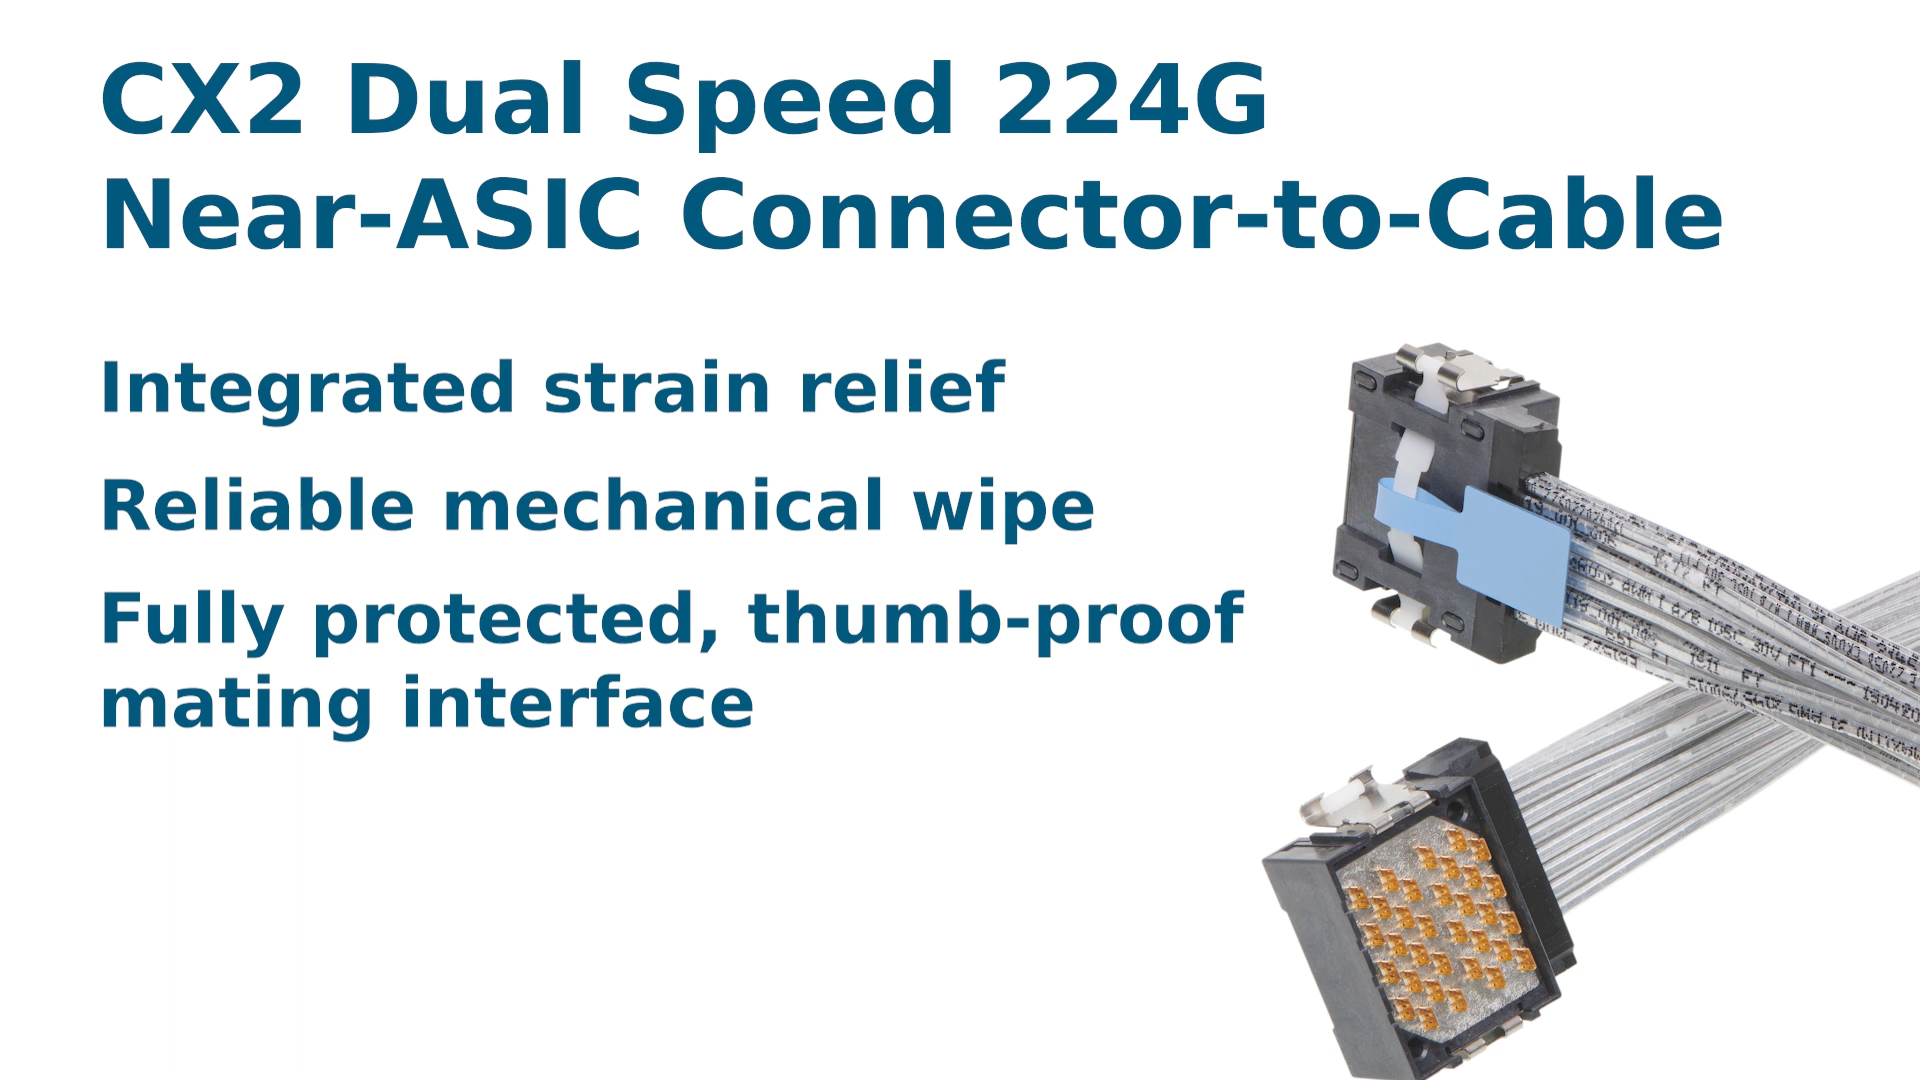 CX2 Dual Speed 224G
Near-ASIC Connector-to-Cable
Integrated strain relief
Reliable mechanical wipe
Fully protected, thumb-proof
mating interface